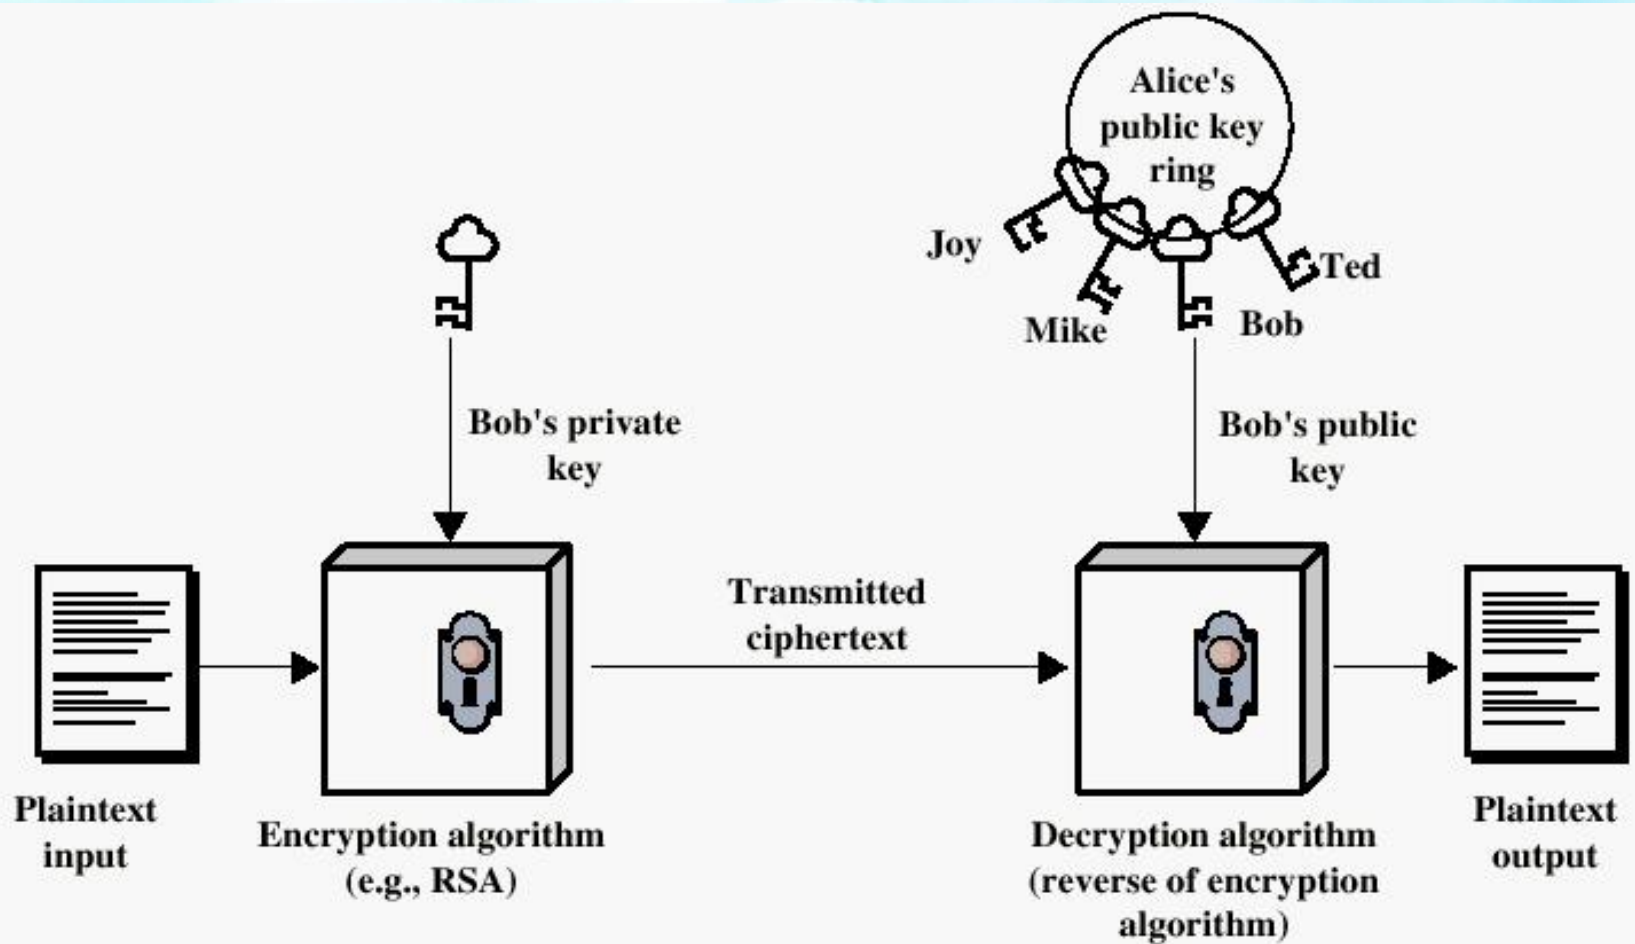 Alice's
public key
ring
Joy
Ted
Mike
Bob
Bob's private
key
Bob's public
key
Transmitted
ciphertext
Plaintext
input
Encryption algorithm
(e.g., RSA)
Decryption algorithm
(reverse of encryption
algorithm)
Plaintext
output